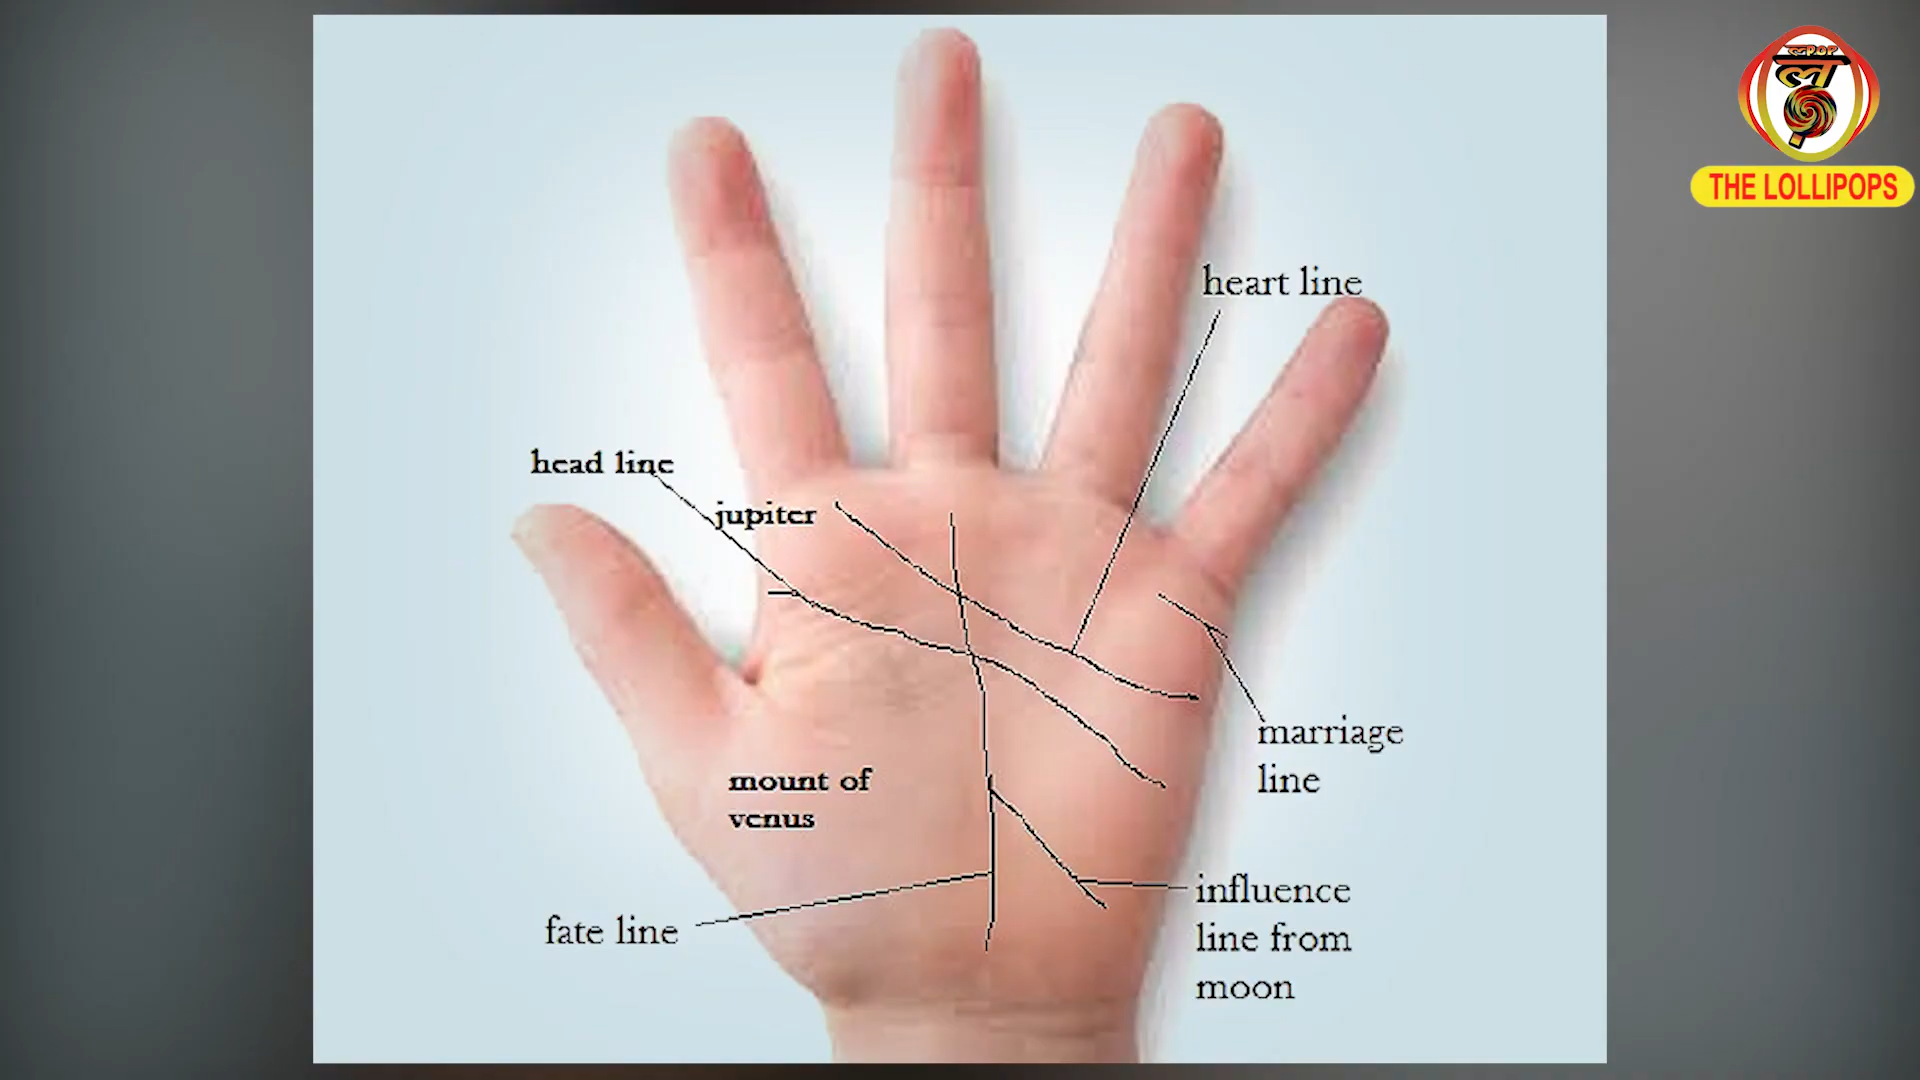 ल
THE LOLLIPOPS
heart line
head line
jupiter
marriage
line
mount of
venus
influence
line from
moon
fate line